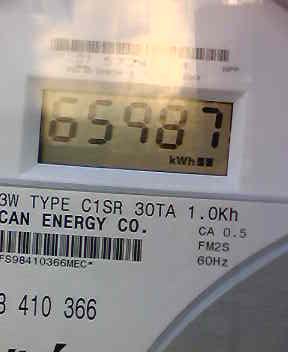 65987
kWh
3W TYPE C1SR 30TA 1.0Kh
CAN ENERGY CO.
CA 0.5
FM2S
60Hz
FS98410366MEC*
3 410 366